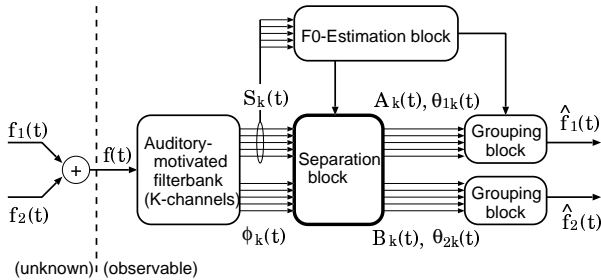 F0-Estimation block
S_k(t)
A_k(t), θ_1k(t)
f_1(t)
f(t)
Auditory-
motivated
filterbank
(K-channels)
Separation
block
Grouping
block
f̂_1(t)
+
f_2(t)
Grouping
block
f̂_2(t)
ϕ_k(t)
B_k(t), θ_2k(t)
(unknown)
(observable)